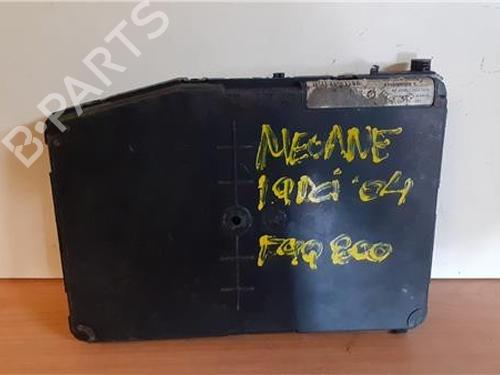 B-PARTS
MEGANE
1.9DCi '04
F9Q 800